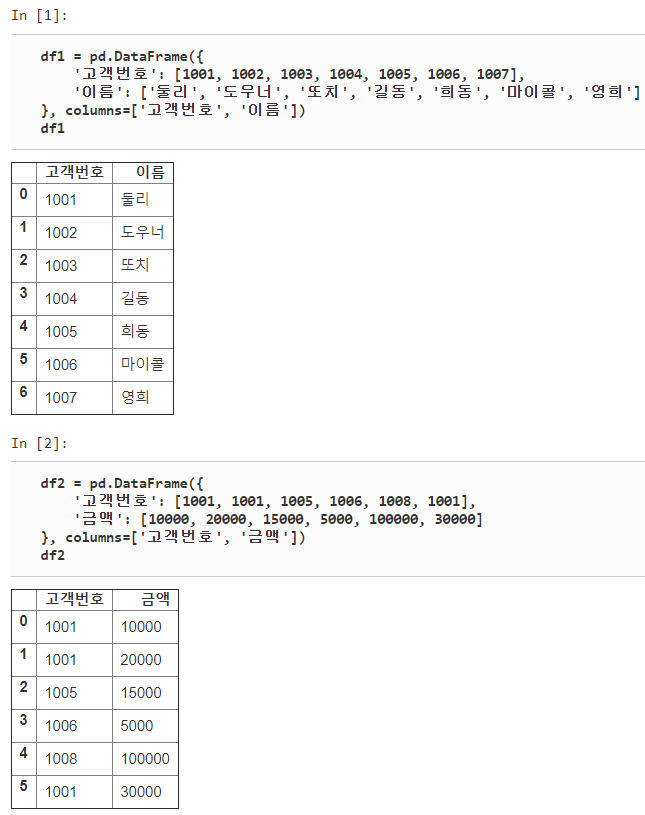 In [1]:
df1 = pd.DataFrame({
'고객번호': [1001, 1002, 1003, 1004, 1005, 1006, 1007],
'이름': ['둘리', '도우너', '또치', '길동', '희동', '마이콜', '영희']
}, columns=['고객번호', '이름'])
df1
고객번호 이름
0 1001 둘리
1 1002 도우너
2 1003 또치
3 1004 길동
4 1005 희동
5 1006 마이콜
6 1007 영희
In [2]:
df2 = pd.DataFrame({
'고객번호': [1001, 1001, 1005, 1006, 1008, 1001],
'금액': [10000, 20000, 15000, 5000, 100000, 30000]
}, columns=['고객번호', '금액'])
df2
고객번호 금액
0 1001 10000
1 1001 20000
2 1005 15000
3 1006 5000
4 1008 100000
5 1001 30000